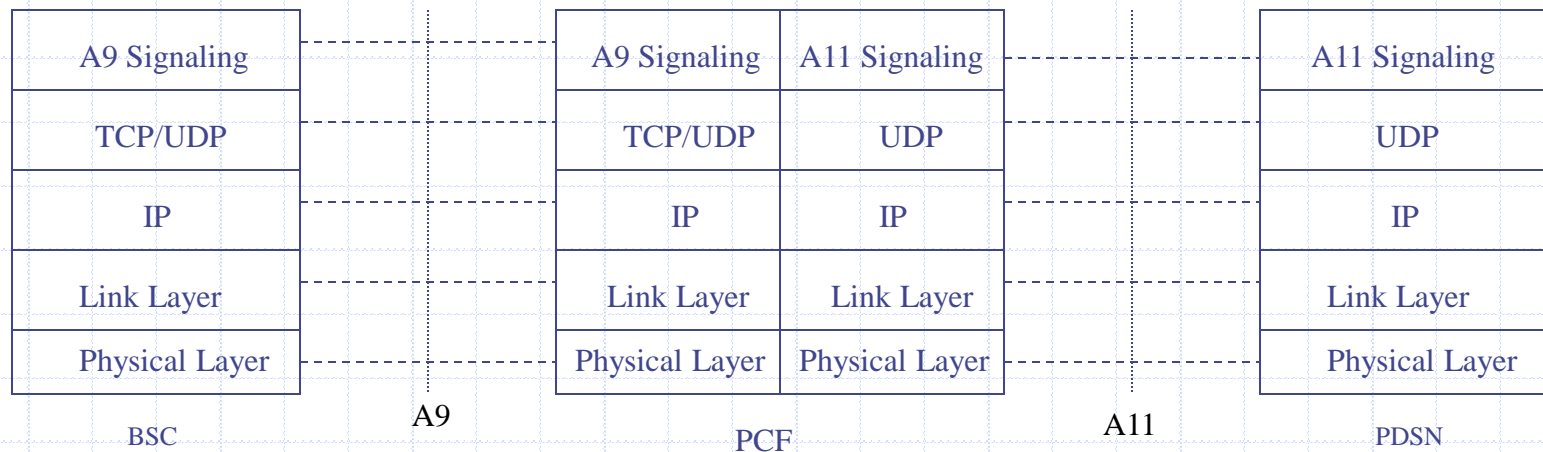 A9 Signaling A9 Signaling A11 Signaling A11 Signaling
TCP/UDP TCP/UDP UDP UDP
IP IP IP IP
Link Layer Link Layer Link Layer Link Layer
Physical Layer Physical Layer Physical Layer Physical Layer
A9 A11
BSC PCF PDSN